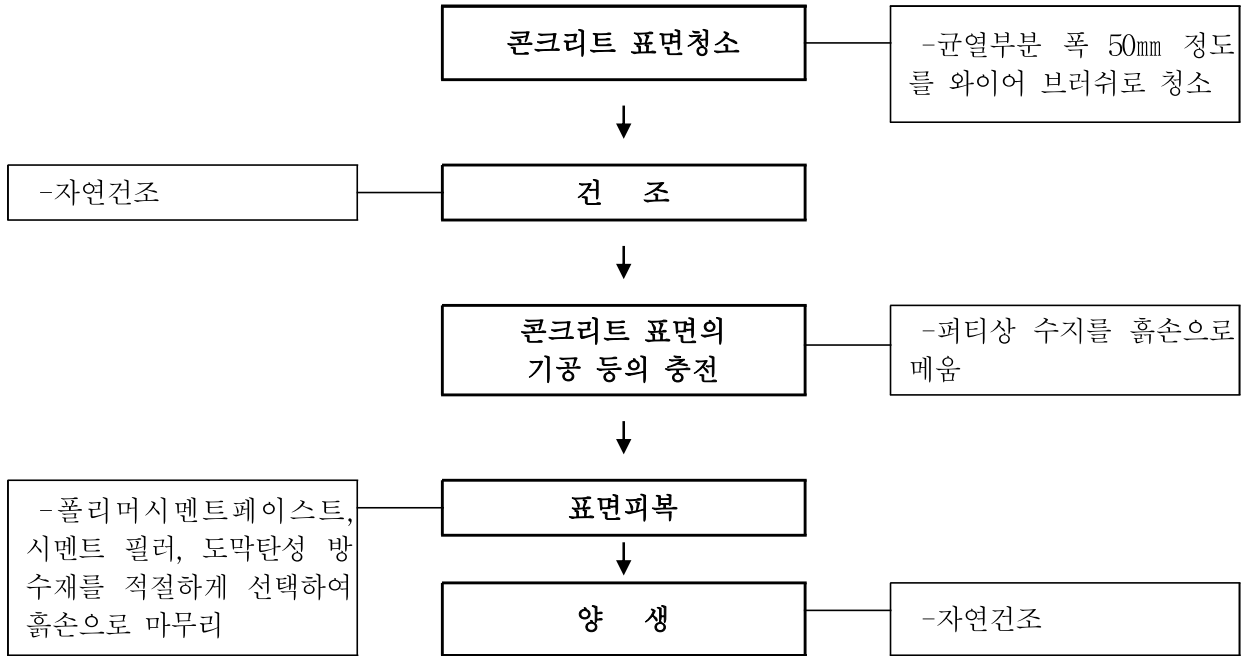 콘크리트 표면청소
-균열부분 폭 50㎜ 정도
를 와이어 브러쉬로 청소
-자연건조
건 조
콘크리트 표면의
기공 등의 충전
-퍼티상 수지를 흙손으로
메움
-폴리머시멘트페이스트,
시멘트 필러, 도막탄성 방
수재를 적절하게 선택하여
흙손으로 마무리
표면피복
양 생
-자연건조